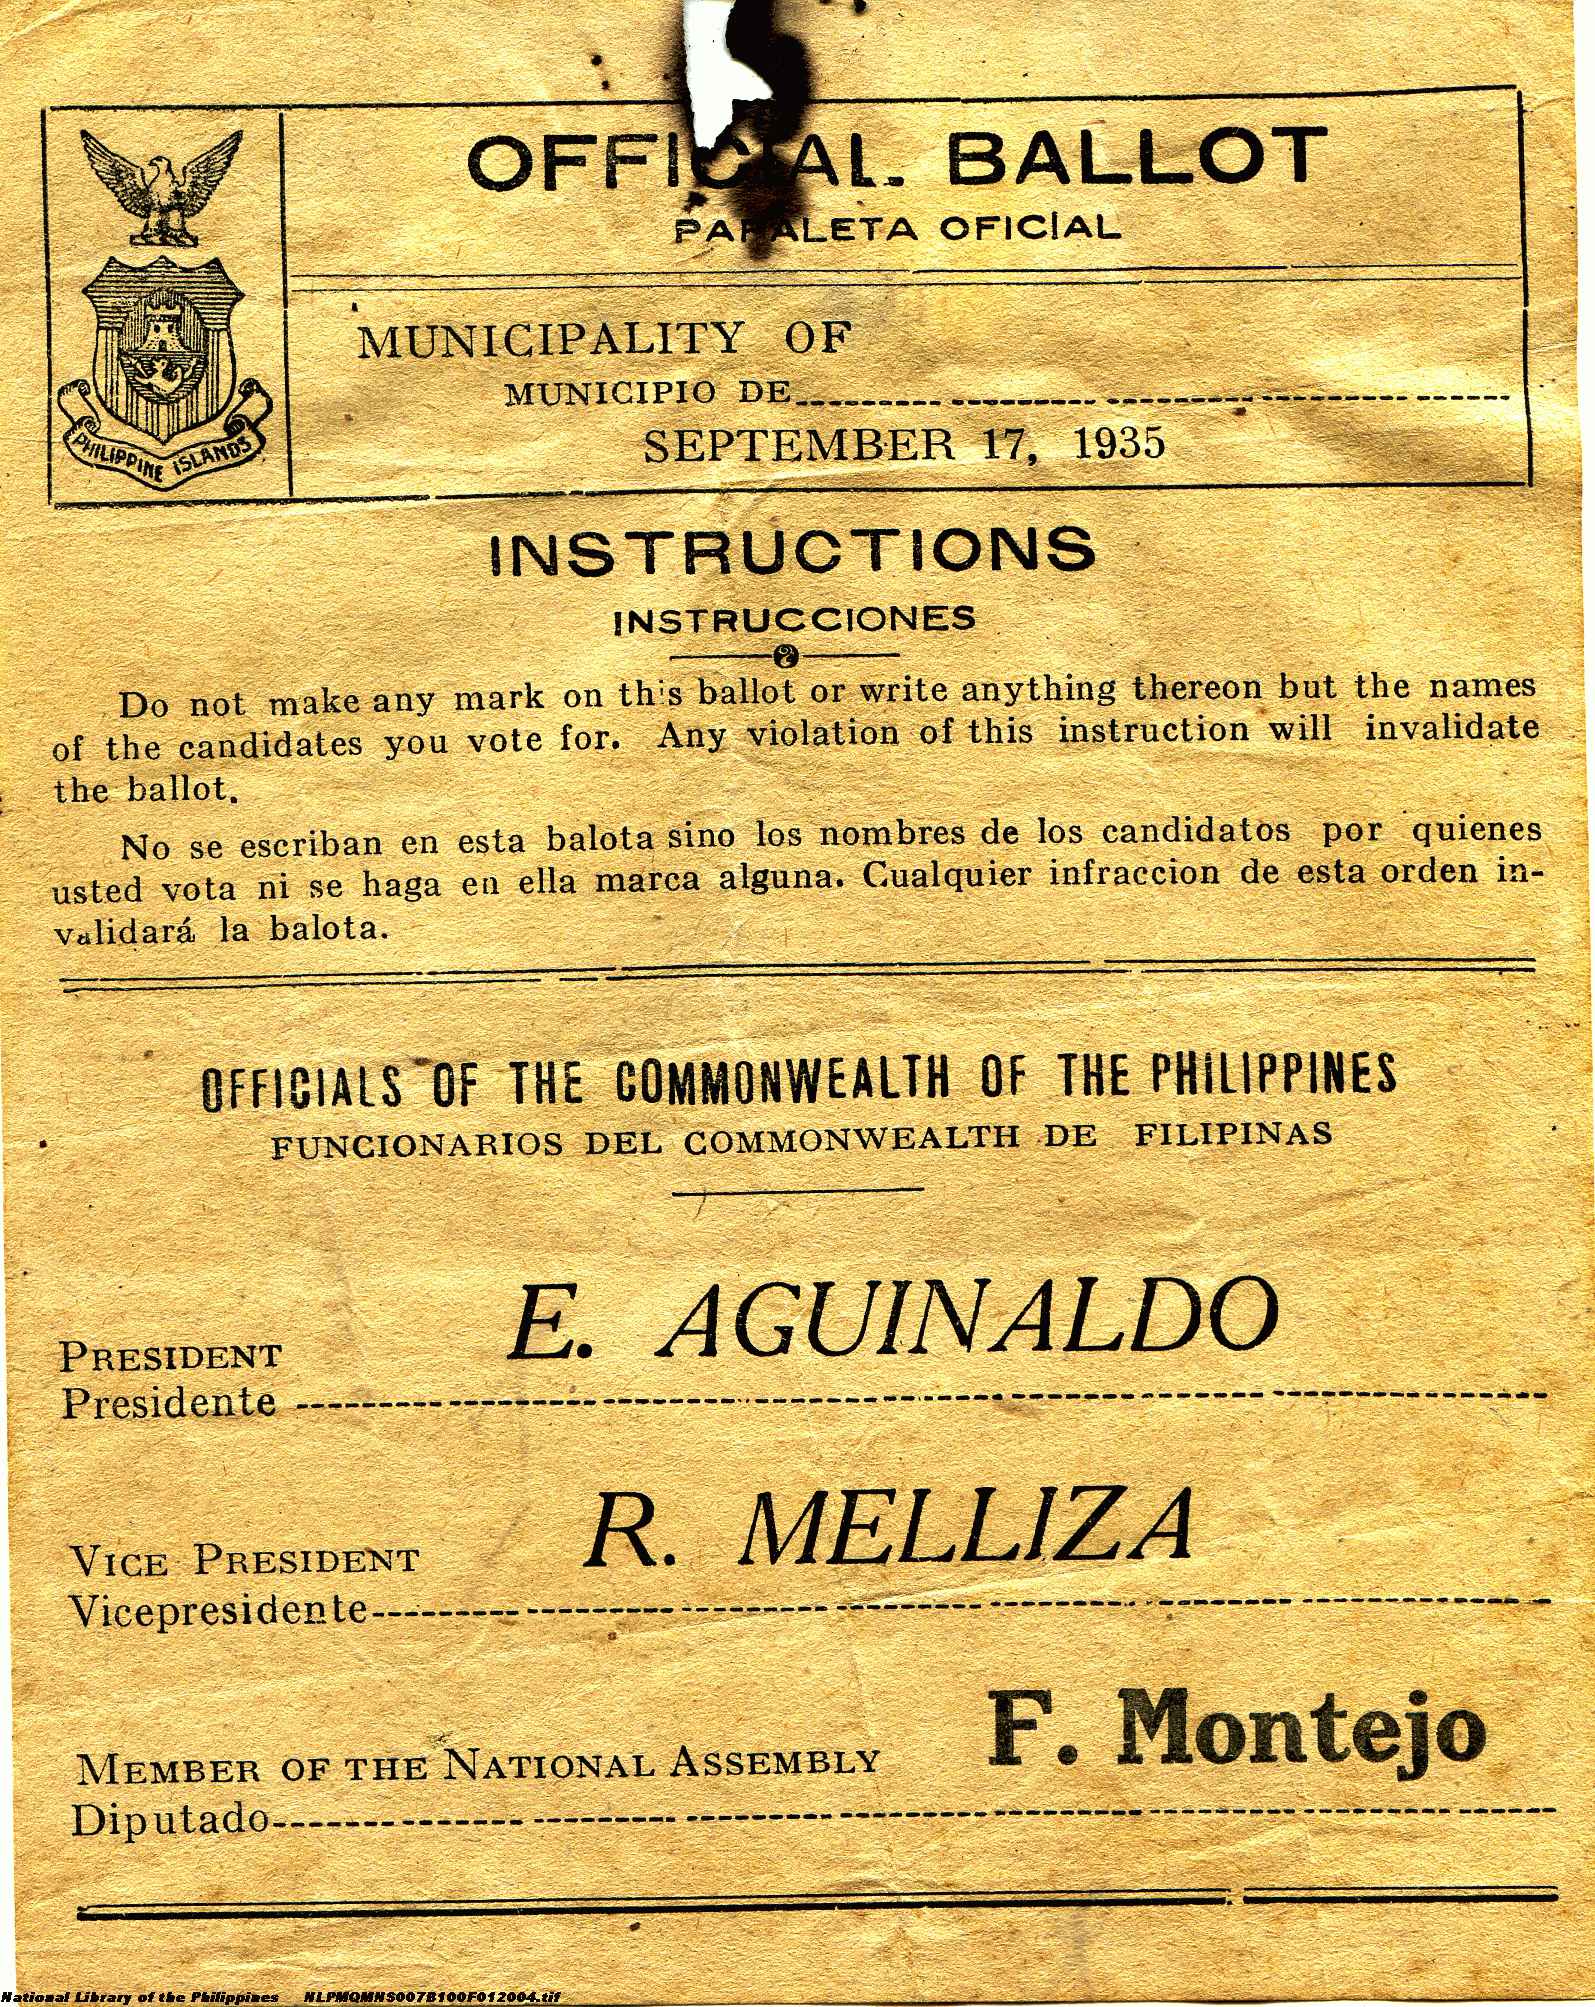 OFFICIAL BALLOT
PAPALETA OFICIAL
MUNICIPALITY OF
MUNICIPIO DE
SEPTEMBER 17, 1935
PHILIPPINE ISLANDS
INSTRUCTIONS
INSTRUCCIONES
Do not make any mark on this ballot or write anything thereon but the names
of the candidates you vote for. Any violation of this instruction will invalidate
the ballot.
No se escriban en esta balota sino los nombres de los candidatos por quienes
usted vota ni se haga en ella marca alguna. Cualquier infraccion de esta orden in-
validará la balota.
OFFICIALS OF THE COMMONWEALTH OF THE PHILIPPINES
FUNCIONARIOS DEL COMMONWEALTH DE FILIPINAS
E. AGUINALDO
PRESIDENT
Presidente
R. MELLIZA
VICE PRESIDENT
Vicepresidente
F. Montejo
MEMBER OF THE NATIONAL ASSEMBLY
Diputado
National Library of the Philippines NLPMQMNS007B100F012004.tif